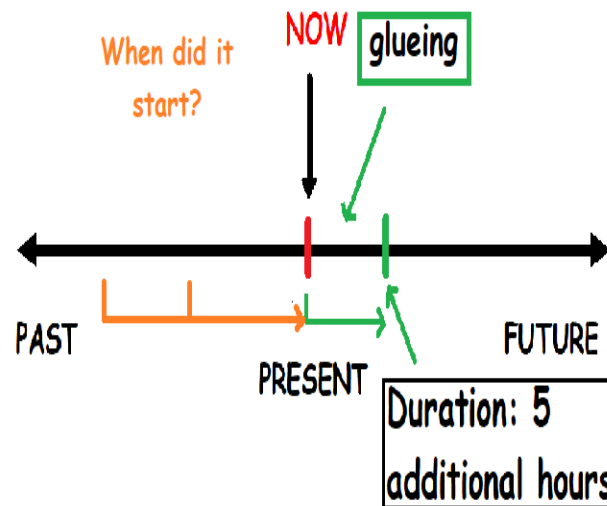 When did it
start?
NOW
glueing
PAST
PRESENT
FUTURE
Duration: 5
additional hours